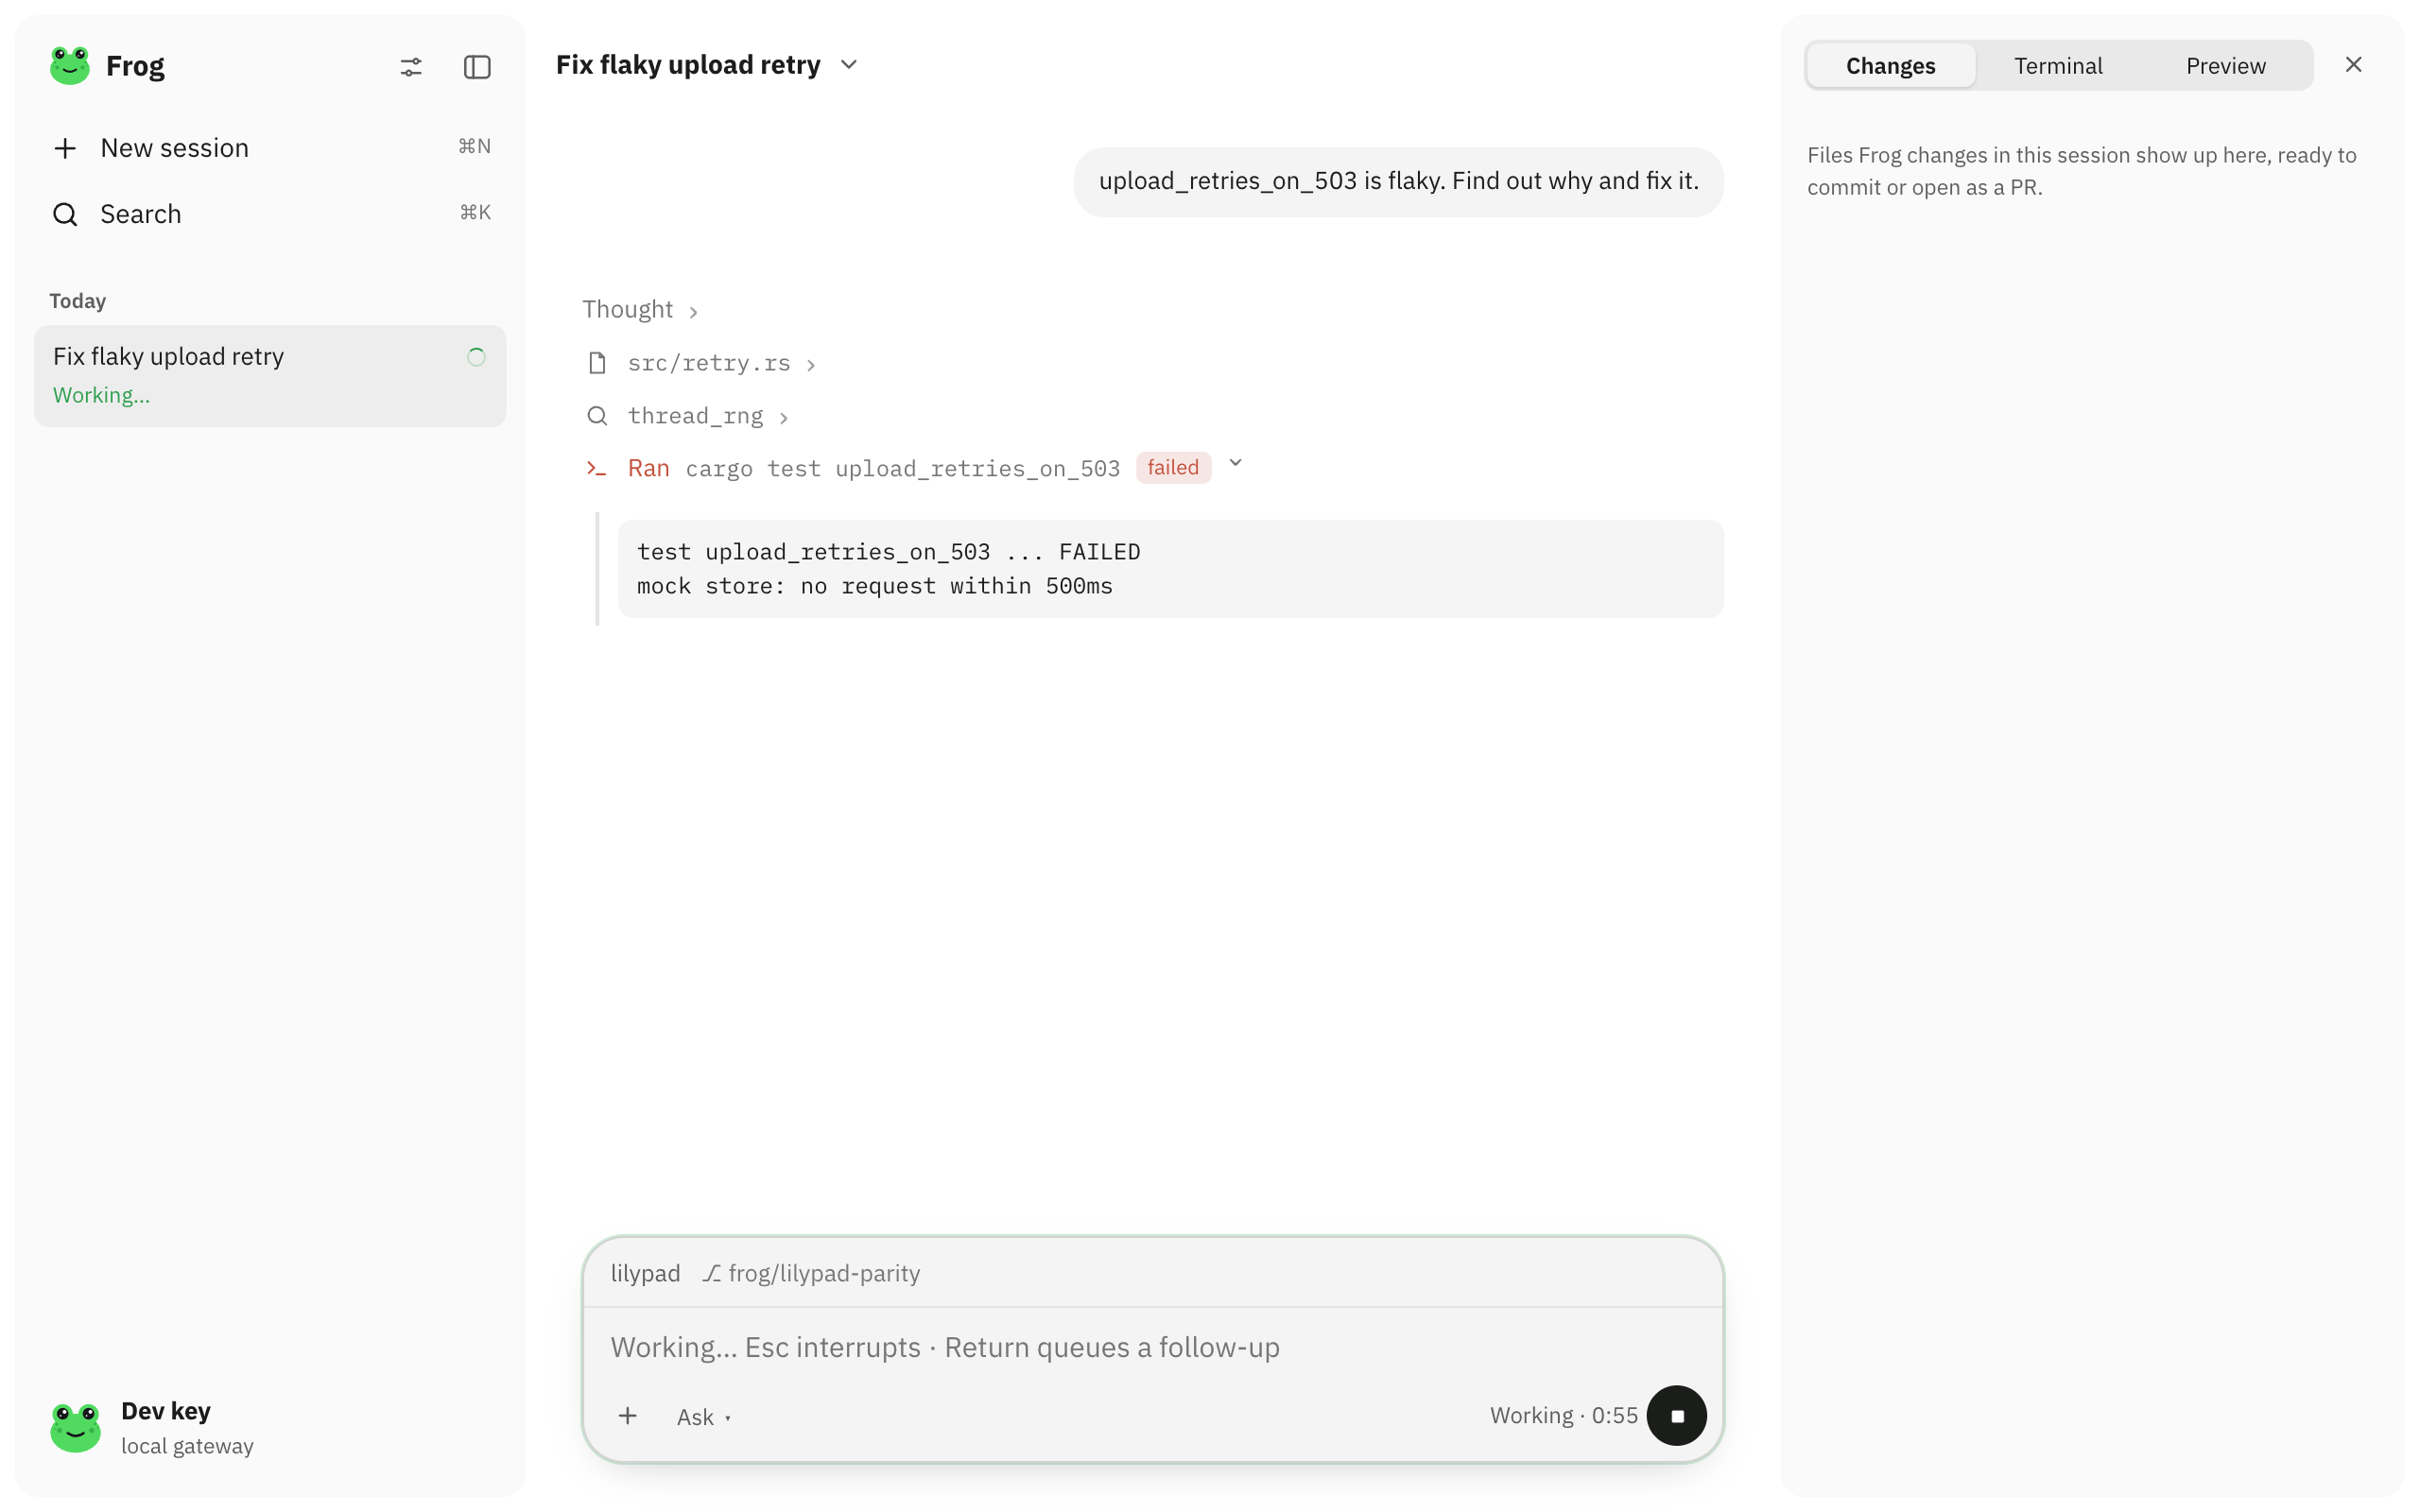 Frog
New session ⌘N
Search ⌘K
Today
Fix flaky upload retry
Working…
Dev key
local gateway
Fix flaky upload retry
upload_retries_on_503 is flaky. Find out why and fix it.
Thought
src/retry.rs
thread_rng
Ran cargo test upload_retries_on_503 failed
test upload_retries_on_503 ... FAILED
mock store: no request within 500ms
lilypad frog/lilypad-parity
Working… Esc interrupts · Return queues a follow-up
Ask
Working · 0:55
Changes Terminal Preview
Files Frog changes in this session show up here, ready to
commit or open as a PR.